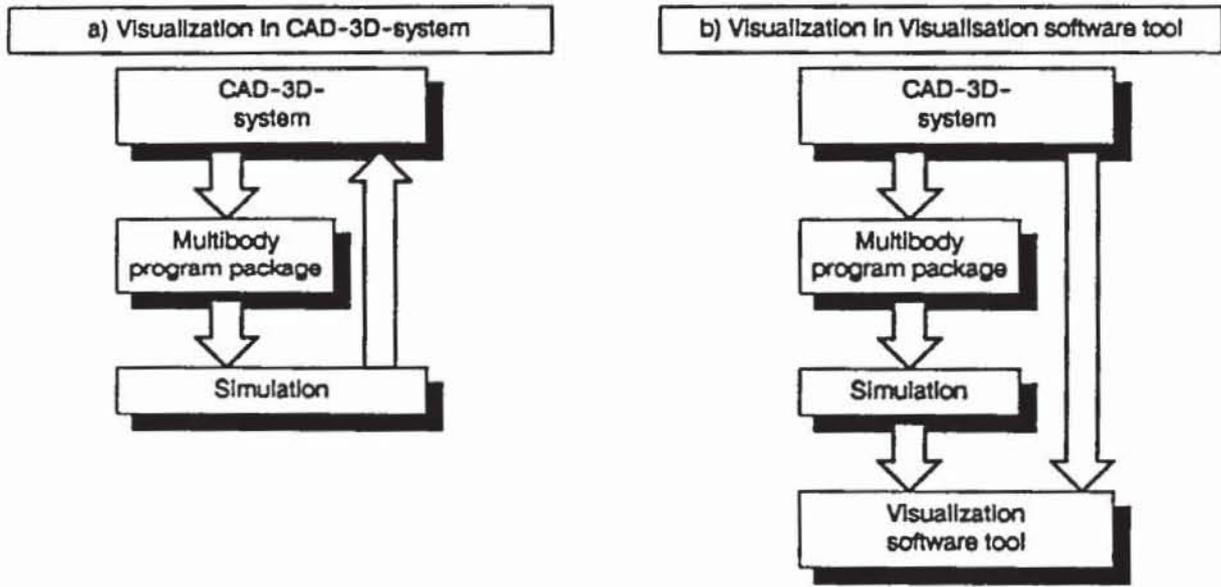 a) Visualization in CAD-3D-system
CAD-3D-
system
Multibody
program package
Simulation
b) Visualization in Visualisation software tool
CAD-3D-
system
Multibody
program package
Simulation
Visualization
software tool